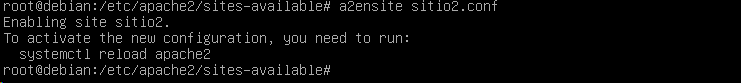 root@debian:/etc/apache2/sites-available# a2ensite sitio2.conf
Enabling site sitio2.
To activate the new configuration, you need to run:
  systemctl reload apache2
root@debian:/etc/apache2/sites-available#